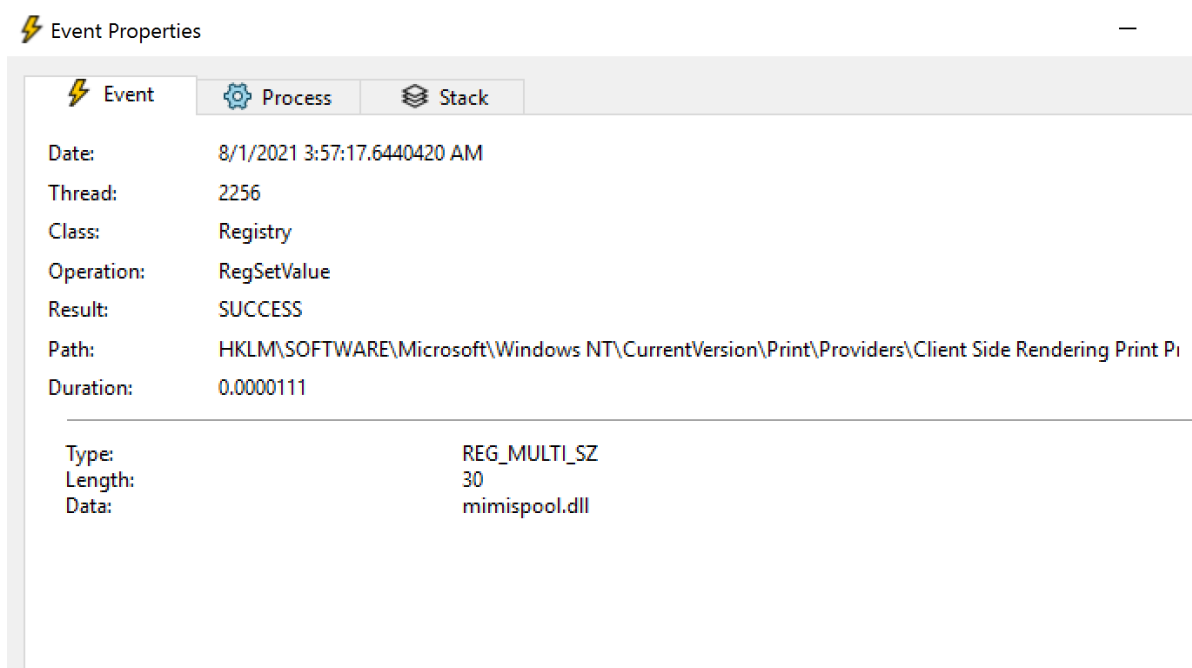 Event Properties
Event Process Stack
Date: 8/1/2021 3:57:17.6440420 AM
Thread: 2256
Class: Registry
Operation: RegSetValue
Result: SUCCESS
Path: HKLM\SOFTWARE\Microsoft\Windows NT\CurrentVersion\Print\Providers\Client Side Rendering Print
Duration: 0.0000111
Type: REG_MULTI_SZ
Length: 30
Data: mimispool.dll